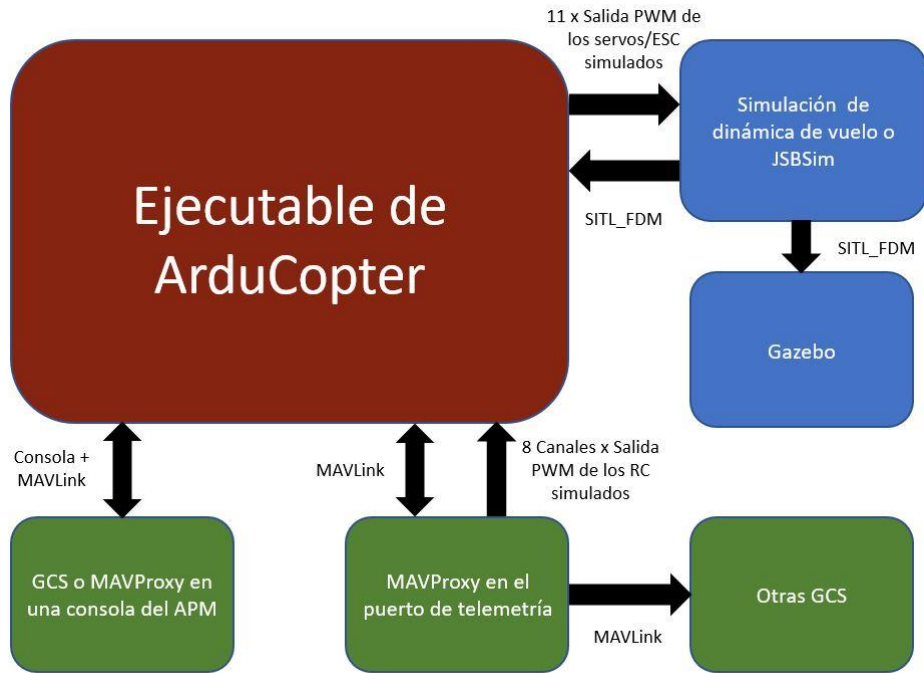 11 x Salida PWM de
los servos/ESC
simulados
Simulación de
dinámica de vuelo o
JSBSim
Ejecutable de
ArduCopter
SITL_FDM
SITL_FDM
Gazebo
Consola +
MAVLink
MAVLink
8 Canales x Salida
PWM de los RC
simulados
GCS o MAVProxy en
una consola del APM
MAVProxy en el
puerto de telemetría
Otras GCS
MAVLink